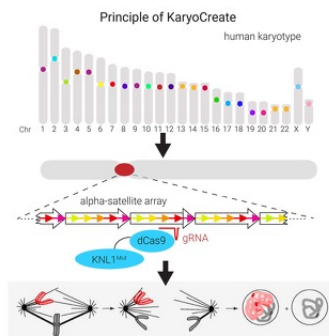 Principle of KaryoCreate
human karyotype
Chr 1 2 3 4 5 6 7 8 9 10 11 12 13 14 15 16 17 18 19 20 21 22 X Y
alpha-satellite array
dCas9
gRNA
KNL1Mut